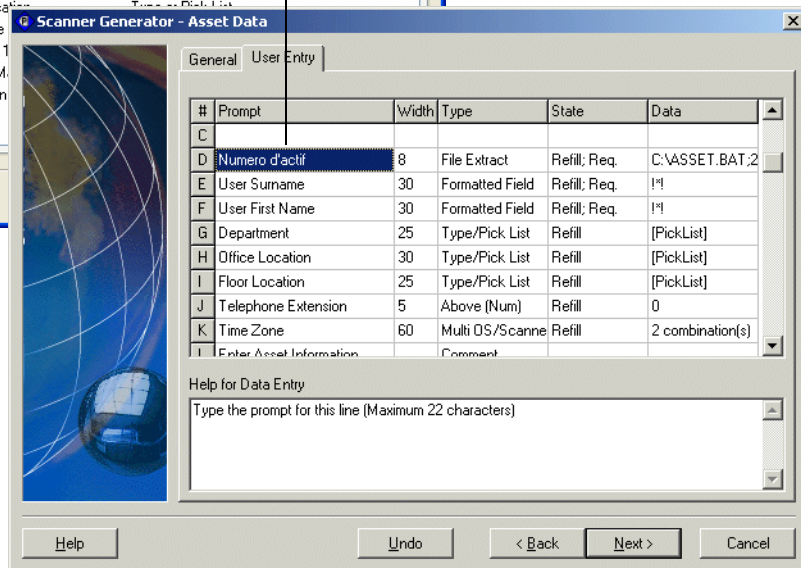 Type or Pick List
Scanner Generator - Asset Data
General User Entry
# Prompt Width Type State Data
C
D Numero d'actif 8 File Extract Refill; Req. C:\ASSET.BAT;2
E User Surname 30 Formatted Field Refill; Req. !*!
F User First Name 30 Formatted Field Refill; Req. !*!
G Department 25 Type/Pick List Refill [PickList]
H Office Location 30 Type/Pick List Refill [PickList]
I Floor Location 25 Type/Pick List Refill [PickList]
J Telephone Extension 5 Above (Num) Refill 0
K Time Zone 60 Multi OS/Scanne Refill 2 combination(s)
L Enter Asset Information Comment
Help for Data Entry
Type the prompt for this line (Maximum 22 characters)
Help Undo < Back Next > Cancel